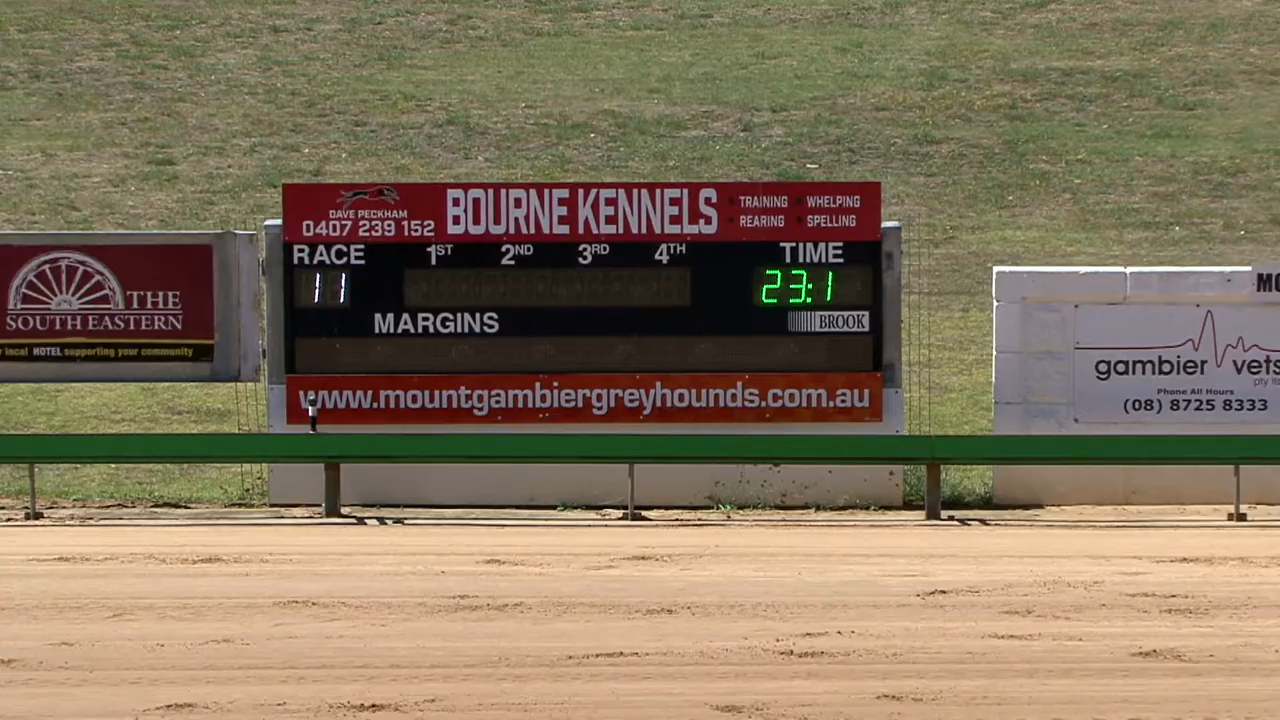 DAVE PECKHAM
0407 239 152
BOURNE KENNELS
TRAINING WHELPING
REARING SPELLING
RACE 1ST 2ND 3RD 4TH TIME
11 23:1
MARGINS BROOK
www.mountgambiergreyhounds.com.au
THE
SOUTH EASTERN
local HOTEL supporting your community
gambier vets
Phone All Hours
(08) 8725 8333